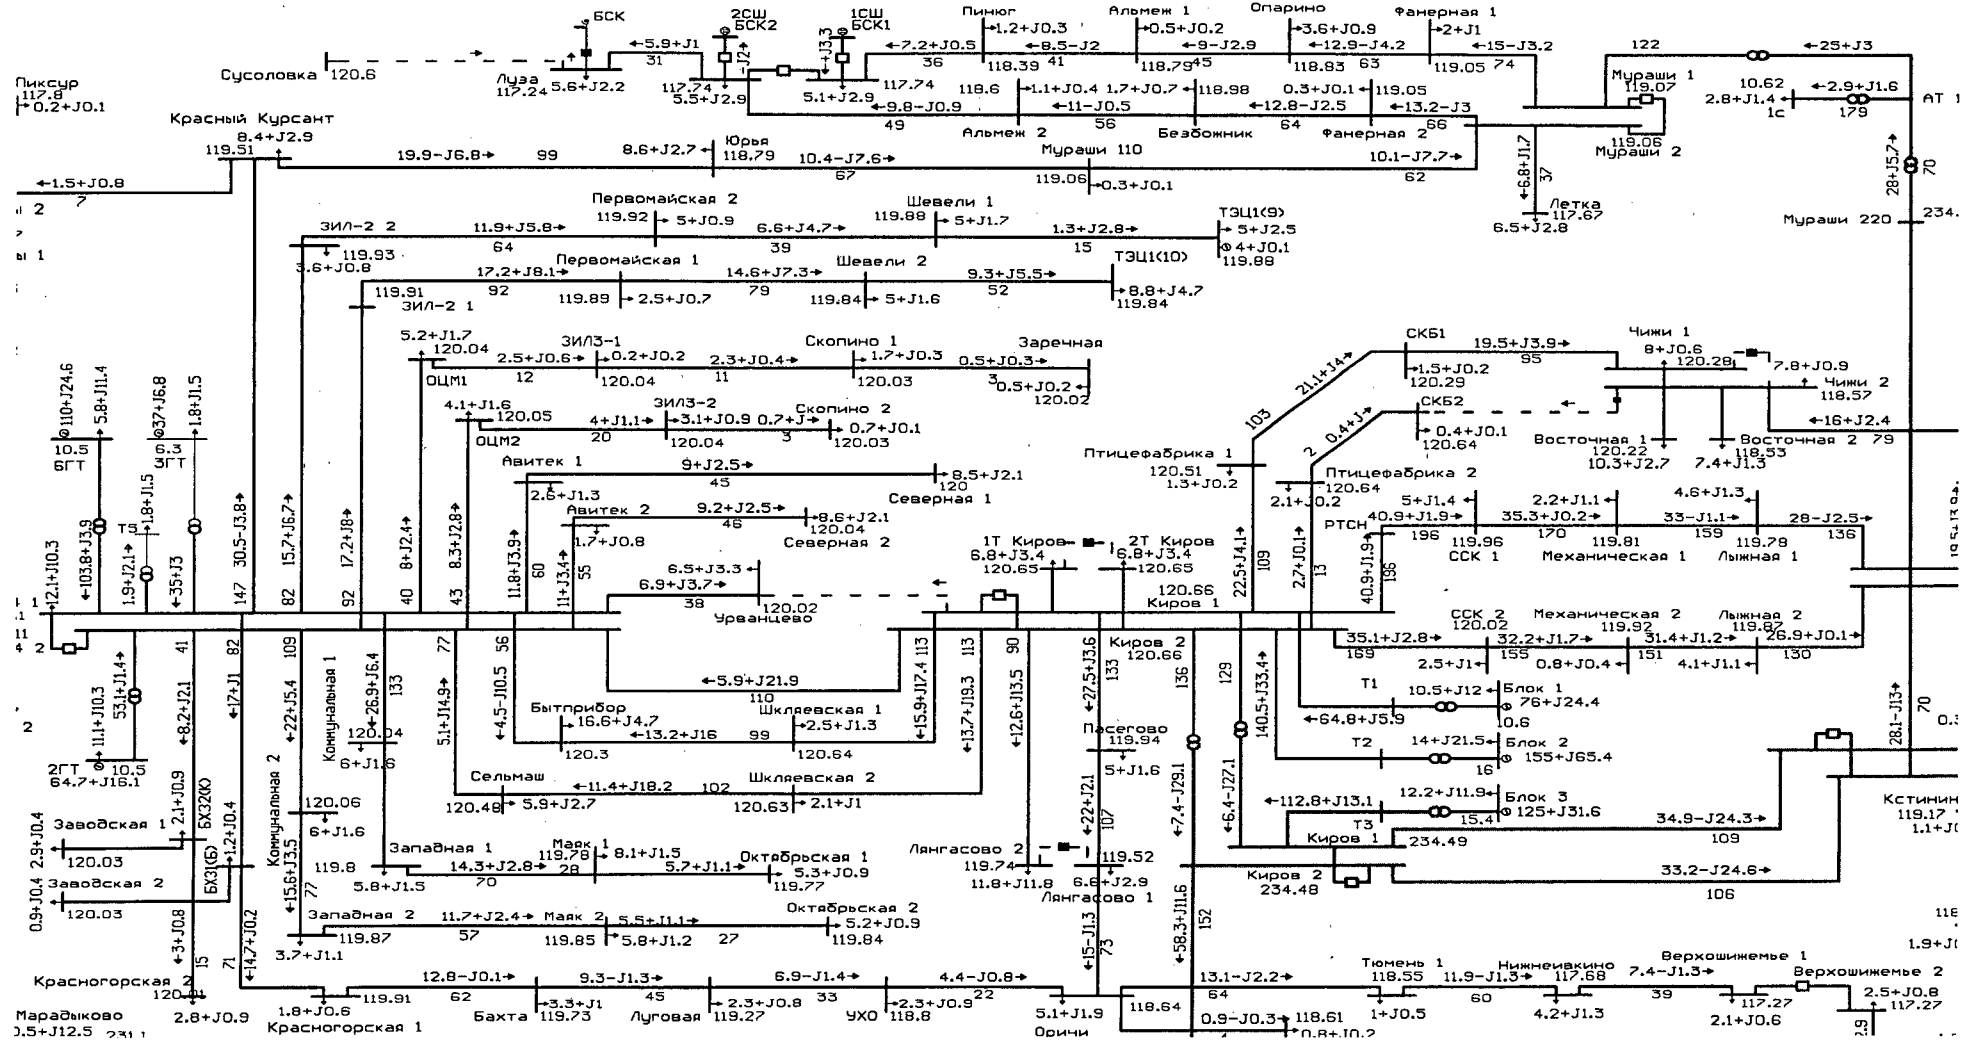 БСК
2СШ
БСК2
1СШ
БСК1
Пинюг
Альмеж 1
Опарино
Фанерная 1
1.2+J0.3
0.5+J0.2
3.6+J0.9
2+J1
5.9+J1
31
7.2+J0.5
36
8.5-J2
41
9-J2.9
45
12.9-J4.2
63
15-J3.2
74
122
25+J3
Сусоловка
120.6
Луза
117.24
5.6+J2.2
117.74
5.5+J2.9
5.1+J2.9
117.74
118.39
118.79
118.83
119.05
Мураши 1
119.07
10.62
2.8+J1.4
1с
2.9+J1.6
179
АТ 1
Пиксур
117.8
0.2+J0.1
118.6
1.1+J0.4
1.7+J0.7
118.98
0.3+J0.1
119.05
9.8-J0.9
49
11-J0.5
56
12.8-J2.5
64
13.2-J3
66
Альмеж 2
Безбожник
Фанерная 2
119.06
Мураши 2
Красный Курсант
8.4+J2.9
119.51
19.9-J6.8
99
8.6+J2.7
Юрья
118.79
10.4-J7.6
67
Мураши 110
119.06
0.3+J0.1
10.1-J7.7
62
6.8+J1.7
37
28+J5.7
70
1.5+J0.8
7
Летка
117.67
6.5+J2.8
Мураши 220
234.
Первомайская 2
119.92
5+J0.9
Шевели 1
119.88
5+J1.7
ТЭЦ1(9)
5+J2.5
4+J0.1
119.88
ЗИЛ-2 2
11.9+J5.8
64
6.6+J4.7
39
1.3+J2.8
15
119.93
3.6+J0.8
Первомайская 1
Шевели 2
ТЭЦ1(10)
119.91
17.2+J8.1
92
14.6+J7.3
79
9.3+J5.5
52
ЗИЛ-2 1
119.89
2.5+J0.7
119.84
5+J1.6
8.8+J4.7
119.84
5.2+J1.7
120.04
ОЦМ1
ЗИЛ3-1
2.5+J0.6
12
0.2+J0.2
120.04
2.3+J0.4
11
Скопино 1
1.7+J0.3
120.03
Заречная
0.5+J0.3
3
0.5+J0.2
120.02
СКБ1
19.5+J3.9
95
1.5+J0.2
120.29
21.1+J4
103
Чижи 1
8+J0.6
120.28
7.8+J0.9
Чижи 2
118.57
4.1+J1.6
120.05
ОЦМ2
4+J1.1
20
ЗИЛ3-2
3.1+J0.9
120.04
0.7+J
3
Скопино 2
0.7+J0.1
120.03
СКБ2
0.4+J0.1
120.64
0.4+J
2
16+J2.4
79
Восточная 1
120.22
10.3+J2.7
Восточная 2
118.53
7.4+J1.3
110+J24.6
5.8+J11.4
10.5
6ГТ
37+J6.8
1.8+J1.5
6.3
3ГТ
Авитек 1
9+J2.5
45
2.6+J1.3
8.5+J2.1
120
Северная 1
Птицефабрика 1
120.51
1.3+J0.2
Птицефабрика 2
120.64
2.1+J0.2
Авитек 2
9.2+J2.5
46
1.7+J0.8
8.6+J2.1
120.04
Северная 2
T5
1.8+J1.5
РТСН
5+J1.4
40.9+J1.9
196
119.96
ССК 1
2.2+J1.1
35.3+J0.2
170
119.81
Механическая 1
4.6+J1.3
33-J1.1
159
119.78
Лыжная 1
28-J2.5
136
12.1+J10.3
103.8+J3.9
1.9+J2.1
35+J3
147
30.5-J3.8
82
15.7+J6.7
92
17.2+J8
40
8+J2.4
43
8.3+J2.8
11.8+J3.9
60
11+J3.4
55
6.5+J3.3
6.9+J3.7
38
120.02
Урванцево
1Т Киров
6.8+J3.4
120.65
2Т Киров
6.8+J3.4
120.65
120.66
Киров 1
22.5+J4.1
109
2.7+J0.1
13
40.9+J1.9
196
Киров 2
120.66
ССК 2
120.02
35.1+J2.8
169
2.5+J1
32.2+J1.7
155
Механическая 2
119.92
0.8+J0.4
31.4+J1.2
151
Лыжная 2
119.87
4.1+J1.1
26.9+J0.1
130
53.1+J1.4
11.1+J10.3
2ГТ
10.5
64.7+J16.1
41
8.2+J2.1
82
17+J1
109
22+J5.4
Коммунальная 1
26.9+J6.4
133
77
5.1+J14.9
56
4.5-J10.5
5.9+J21.9
110
113
15.9+J17.4
113
13.7+J19.3
90
12.6+J13.5
27.5+J3.6
133
136
7.4-J29.1
129
6.4-J27.1
140.5+J33.4
T1
64.8+J5.9
10.5+J12
Блок 1
76+J24.4
10.6
T2
14+J21.5
Блок 2
155+J65.4
16
112.8+J13.1
T3
12.2+J11.9
Блок 3
125+J31.6
15.4
28.1-J13
70
120.04
6+J1.6
Бытприбор
16.6+J4.7
120.3
13.2+J16
99
Шкляевская 1
2.5+J1.3
120.64
Пасегово
119.94
5+J1.6
Сельмаш
120.48
5.9+J2.7
11.4+J18.2
102
Шкляевская 2
120.63
2.1+J1
Коммунальная 2
120.06
6+J1.6
22+J2.1
107
Киров 1
234.49
34.9-J24.3
109
Киров 2
234.48
33.2-J24.6
106
Кстинин
119.17
Заводская 1
120.03
2.9+J0.4
2.1+J0.9
БХ32(К)
Заводская 2
120.03
0.9+J0.4
БХ31(Б)
1.2+J0.4
15.6+J3.5
77
119.8
Западная 1
5.8+J1.5
14.3+J2.8
70
Маяк 1
119.78
28
8.1+J1.5
5.7+J1.1
Октябрьская 1
5.3+J0.9
119.77
Лянгасово 2
119.74
11.8+J11.8
119.52
6.6+J2.9
Лянгасово 1
Западная 2
119.87
3.7+J1.1
11.7+J2.4
57
Маяк 2
119.85
5.5+J1.1
5.8+J1.2
27
Октябрьская 2
5.2+J0.9
119.84
3+J0.8
15
71
14.7+J0.2
15-J1.3
73
58.3+J11.6
152
Красногорская 2
120.01
2.8+J0.9
119.91
1.8+J0.6
Красногорская 1
12.8-J0.1
62
Бахта
3.3+J1
119.73
9.3-J1.3
45
Луговая
2.3+J0.8
119.27
6.9-J1.4
33
УХО
2.3+J0.9
118.8
4.4-J0.8
22
5.1+J1.9
Оричи
118.64
13.1-J2.2
64
Тюмень 1
118.55
1+J0.5
11.9-J1.3
60
Нижнеивкино
117.68
4.2+J1.3
7.4-J1.3
39
Верхошижемье 1
117.27
2.1+J0.6
Верхошижемье 2
2.5+J0.8
117.27
0.9-J0.3
118.61
0.8+J0.2
Марадыково